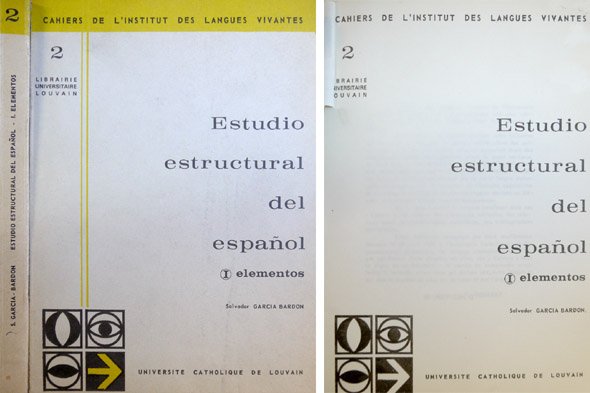 2
S. GARCIA-BARDON ESTUDIO ESTRUCTURAL DEL ESPAÑOL - I. ELEMENTOS
CAHIERS DE L'INSTITUT DES LANGUES VIVANTES
2
LIBRAIRIE
UNIVERSITAIRE
LOUVAIN
Estudio
estructural
del
español
I elementos
Salvador GARCIA BARDON
UNIVERSITE CATHOLIQUE DE LOUVAIN
CAHIERS DE L'INSTITUT DES LANGUES VIVANTES
2
BRAIRIE
UNIVERSITAIRE
LOUVAIN
Estudio
estructural
del
español
I elementos
Salvador GARCIA BARDON
UNIVERSITE CATHOLIQUE DE LOUVAIN